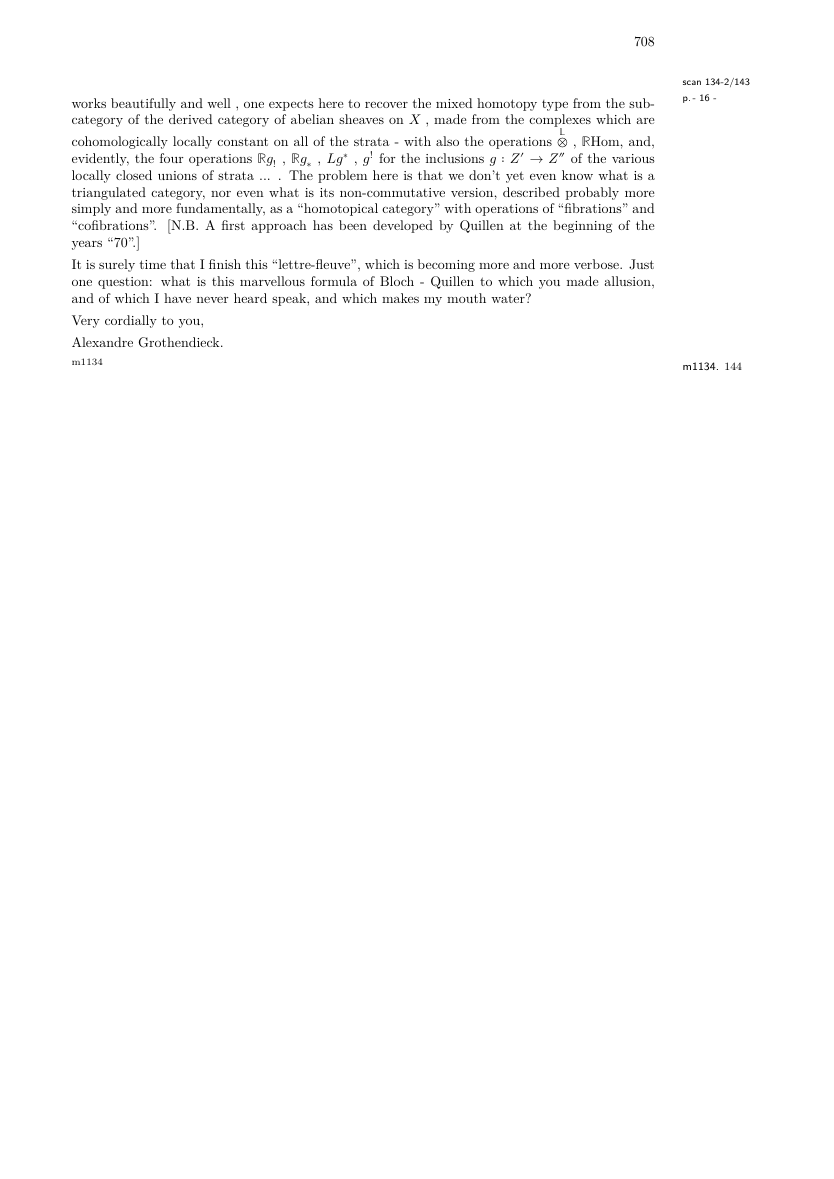 708
scan 134-2/143
p.- 16 -
works beautifully and well , one expects here to recover the mixed homotopy type from the sub-
category of the derived category of abelian sheaves on X , made from the complexes which are
cohomologically locally constant on all of the strata - with also the operations L⊗ , ℝHom, and,
evidently, the four operations ℝg! , ℝg∗ , Lg* , g! for the inclusions g : Z′ → Z″ of the various
locally closed unions of strata ... . The problem here is that we don't yet even know what is a
triangulated category, nor even what is its non-commutative version, described probably more
simply and more fundamentally, as a “homotopical category” with operations of “fibrations” and
“cofibrations”. [N.B. A first approach has been developed by Quillen at the beginning of the
years “70”.]
It is surely time that I finish this “lettre-fleuve”, which is becoming more and more verbose. Just
one question: what is this marvellous formula of Bloch - Quillen to which you made allusion,
and of which I have never heard speak, and which makes my mouth water?
Very cordially to you,
Alexandre Grothendieck.
m1134
m1134. 144